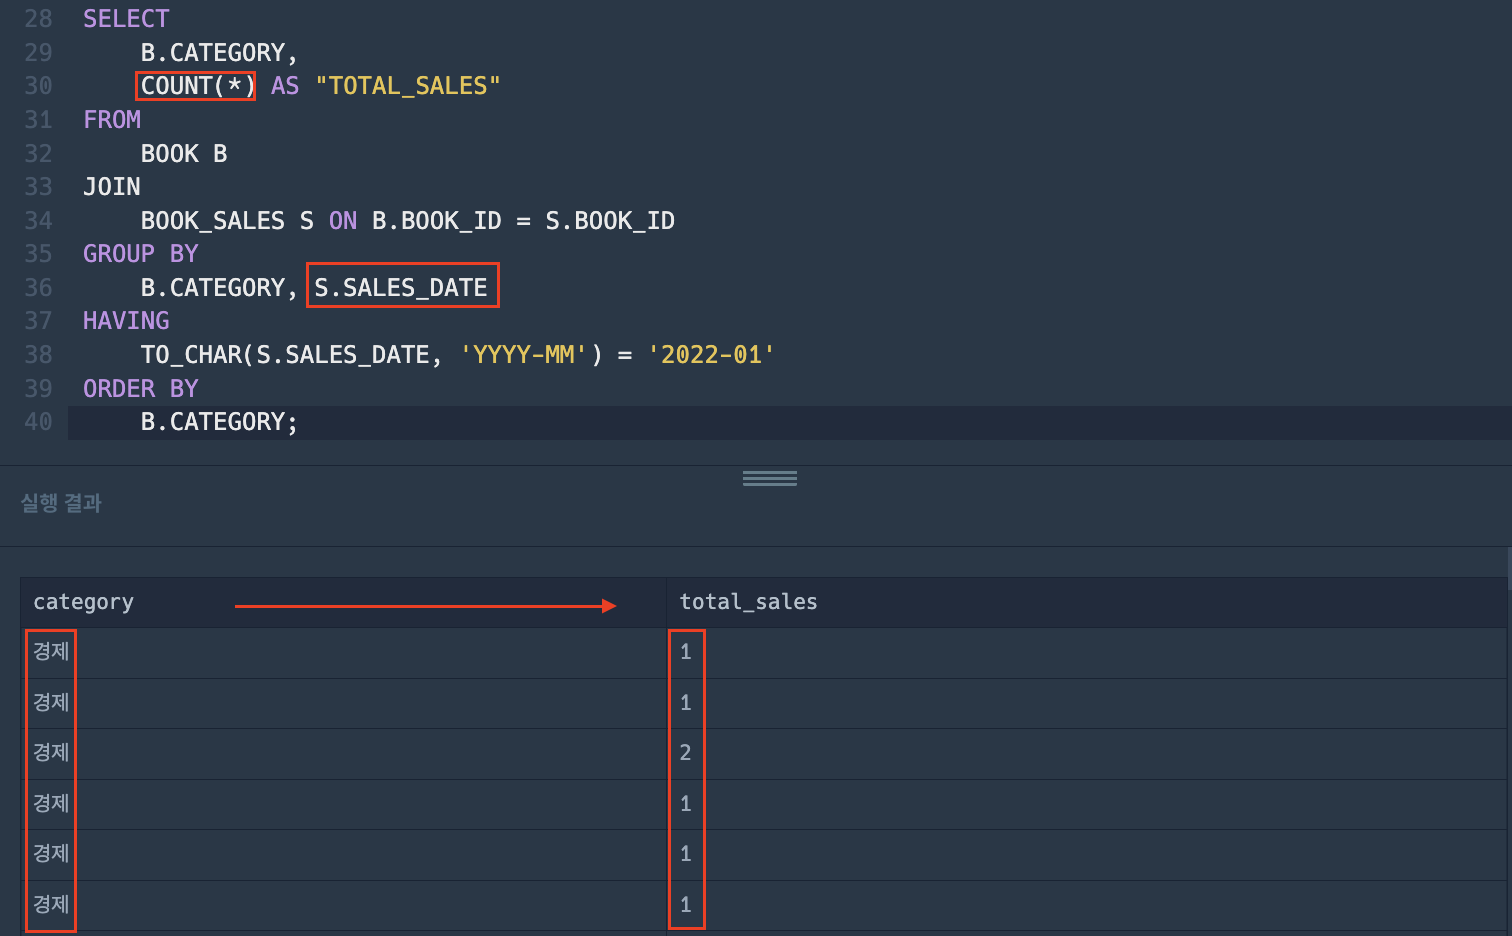 28 SELECT
29 B.CATEGORY,
30 COUNT(*) AS "TOTAL_SALES"
31 FROM
32 BOOK B
33 JOIN
34 BOOK_SALES S ON B.BOOK_ID = S.BOOK_ID
35 GROUP BY
36 B.CATEGORY, S.SALES_DATE
37 HAVING
38 TO_CHAR(S.SALES_DATE, 'YYYY-MM') = '2022-01'
39 ORDER BY
40 B.CATEGORY;
실행 결과
category total_sales
경제 1
경제 1
경제 2
경제 1
경제 1
경제 1